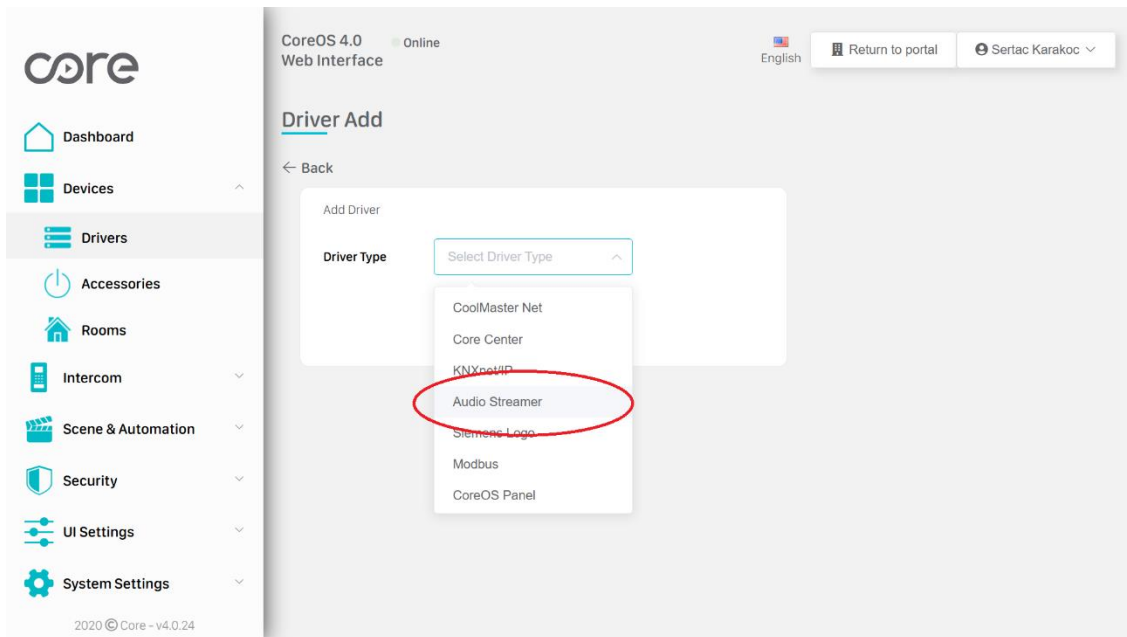 core
Dashboard
Devices
Drivers
Accessories
Rooms
Intercom
Scene & Automation
Security
UI Settings
System Settings
2020 © Core - v4.0.24
CoreOS 4.0
Web Interface
Online
English
Return to portal
Sertac Karakoc
Driver Add
← Back
Add Driver
Driver Type
Select Driver Type
CoolMaster Net
Core Center
KNXnet/IP
Audio Streamer
Siemens Logo
Modbus
CoreOS Panel